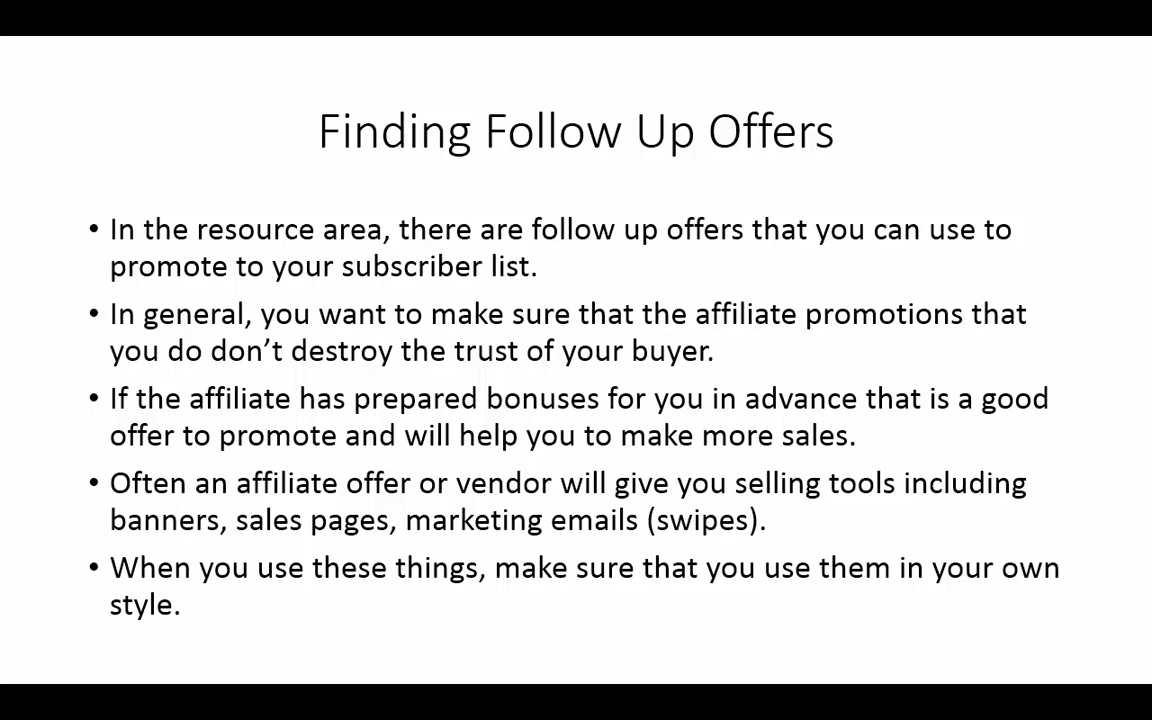 Finding Follow Up Offers
• In the resource area, there are follow up offers that you can use to
promote to your subscriber list.
• In general, you want to make sure that the affiliate promotions that
you do don’t destroy the trust of your buyer.
• If the affiliate has prepared bonuses for you in advance that is a good
offer to promote and will help you to make more sales.
• Often an affiliate offer or vendor will give you selling tools including
banners, sales pages, marketing emails (swipes).
• When you use these things, make sure that you use them in your own
style.